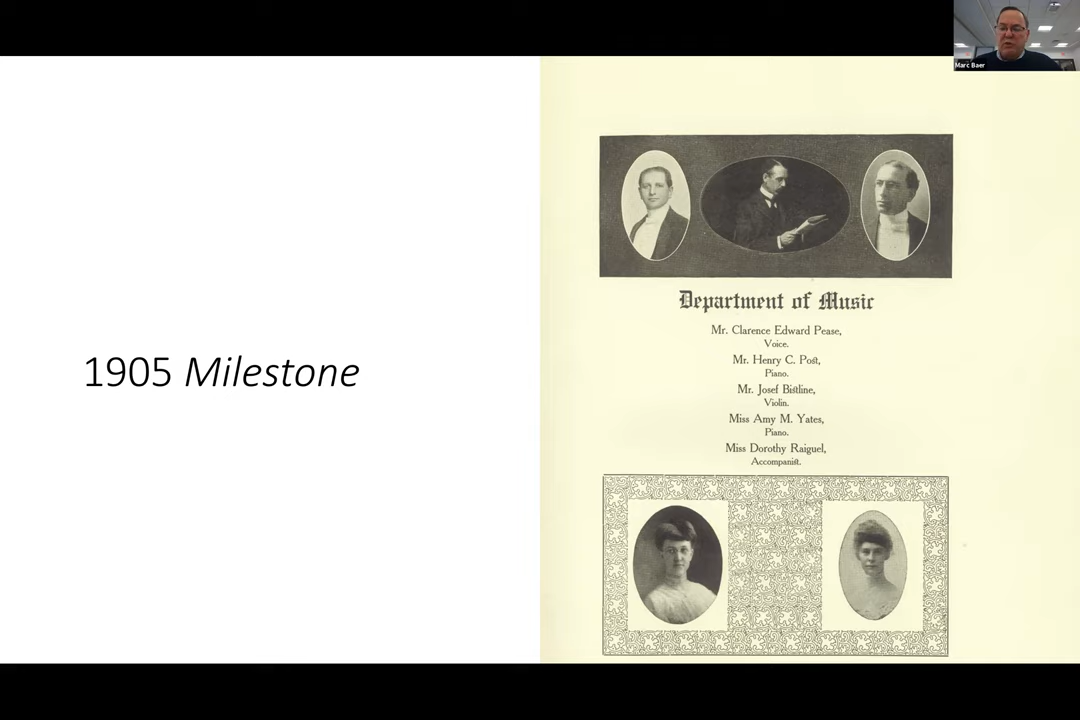 Marc Baer
1905 Milestone
Department of Music
Mr. Clarence Edward Pease,
Voice.
Mr. Henry C. Post,
Piano.
Mr. Josef Bistline,
Violin.
Miss Amy M. Yates,
Piano.
Miss Dorothy Raiguel,
Accompanist.